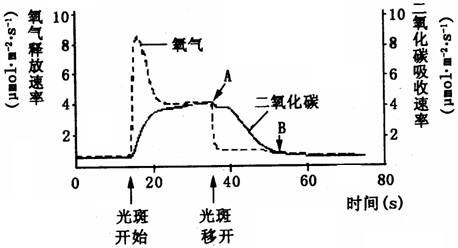 氧气释放速率
(μmol·m⁻²·s⁻¹)
10
8
6
4
2
氧气
A
二氧化碳
B
10
8
6
4
2
二氧化碳吸收速率
(μmol·m⁻²·s⁻¹)
0
20
40
60
80
光斑
开始
光斑
移开
时间(s)